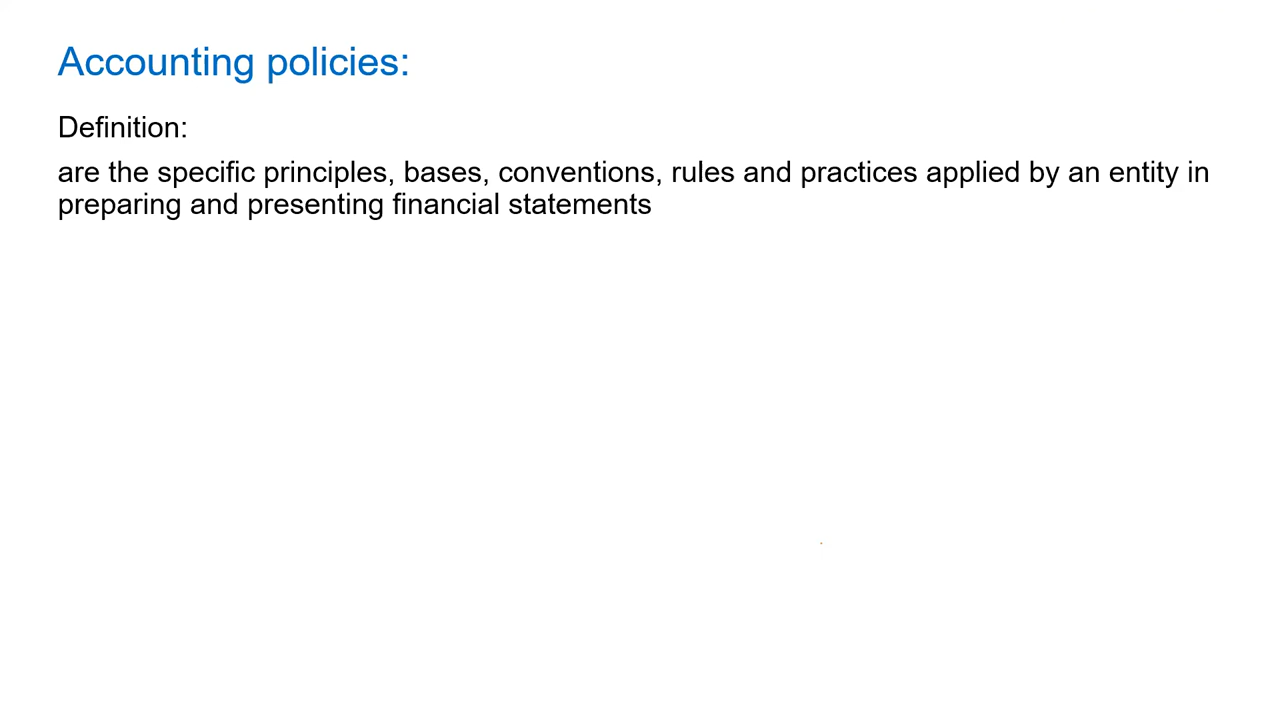 Accounting policies:
Definition:
are the specific principles, bases, conventions, rules and practices applied by an entity in
preparing and presenting financial statements